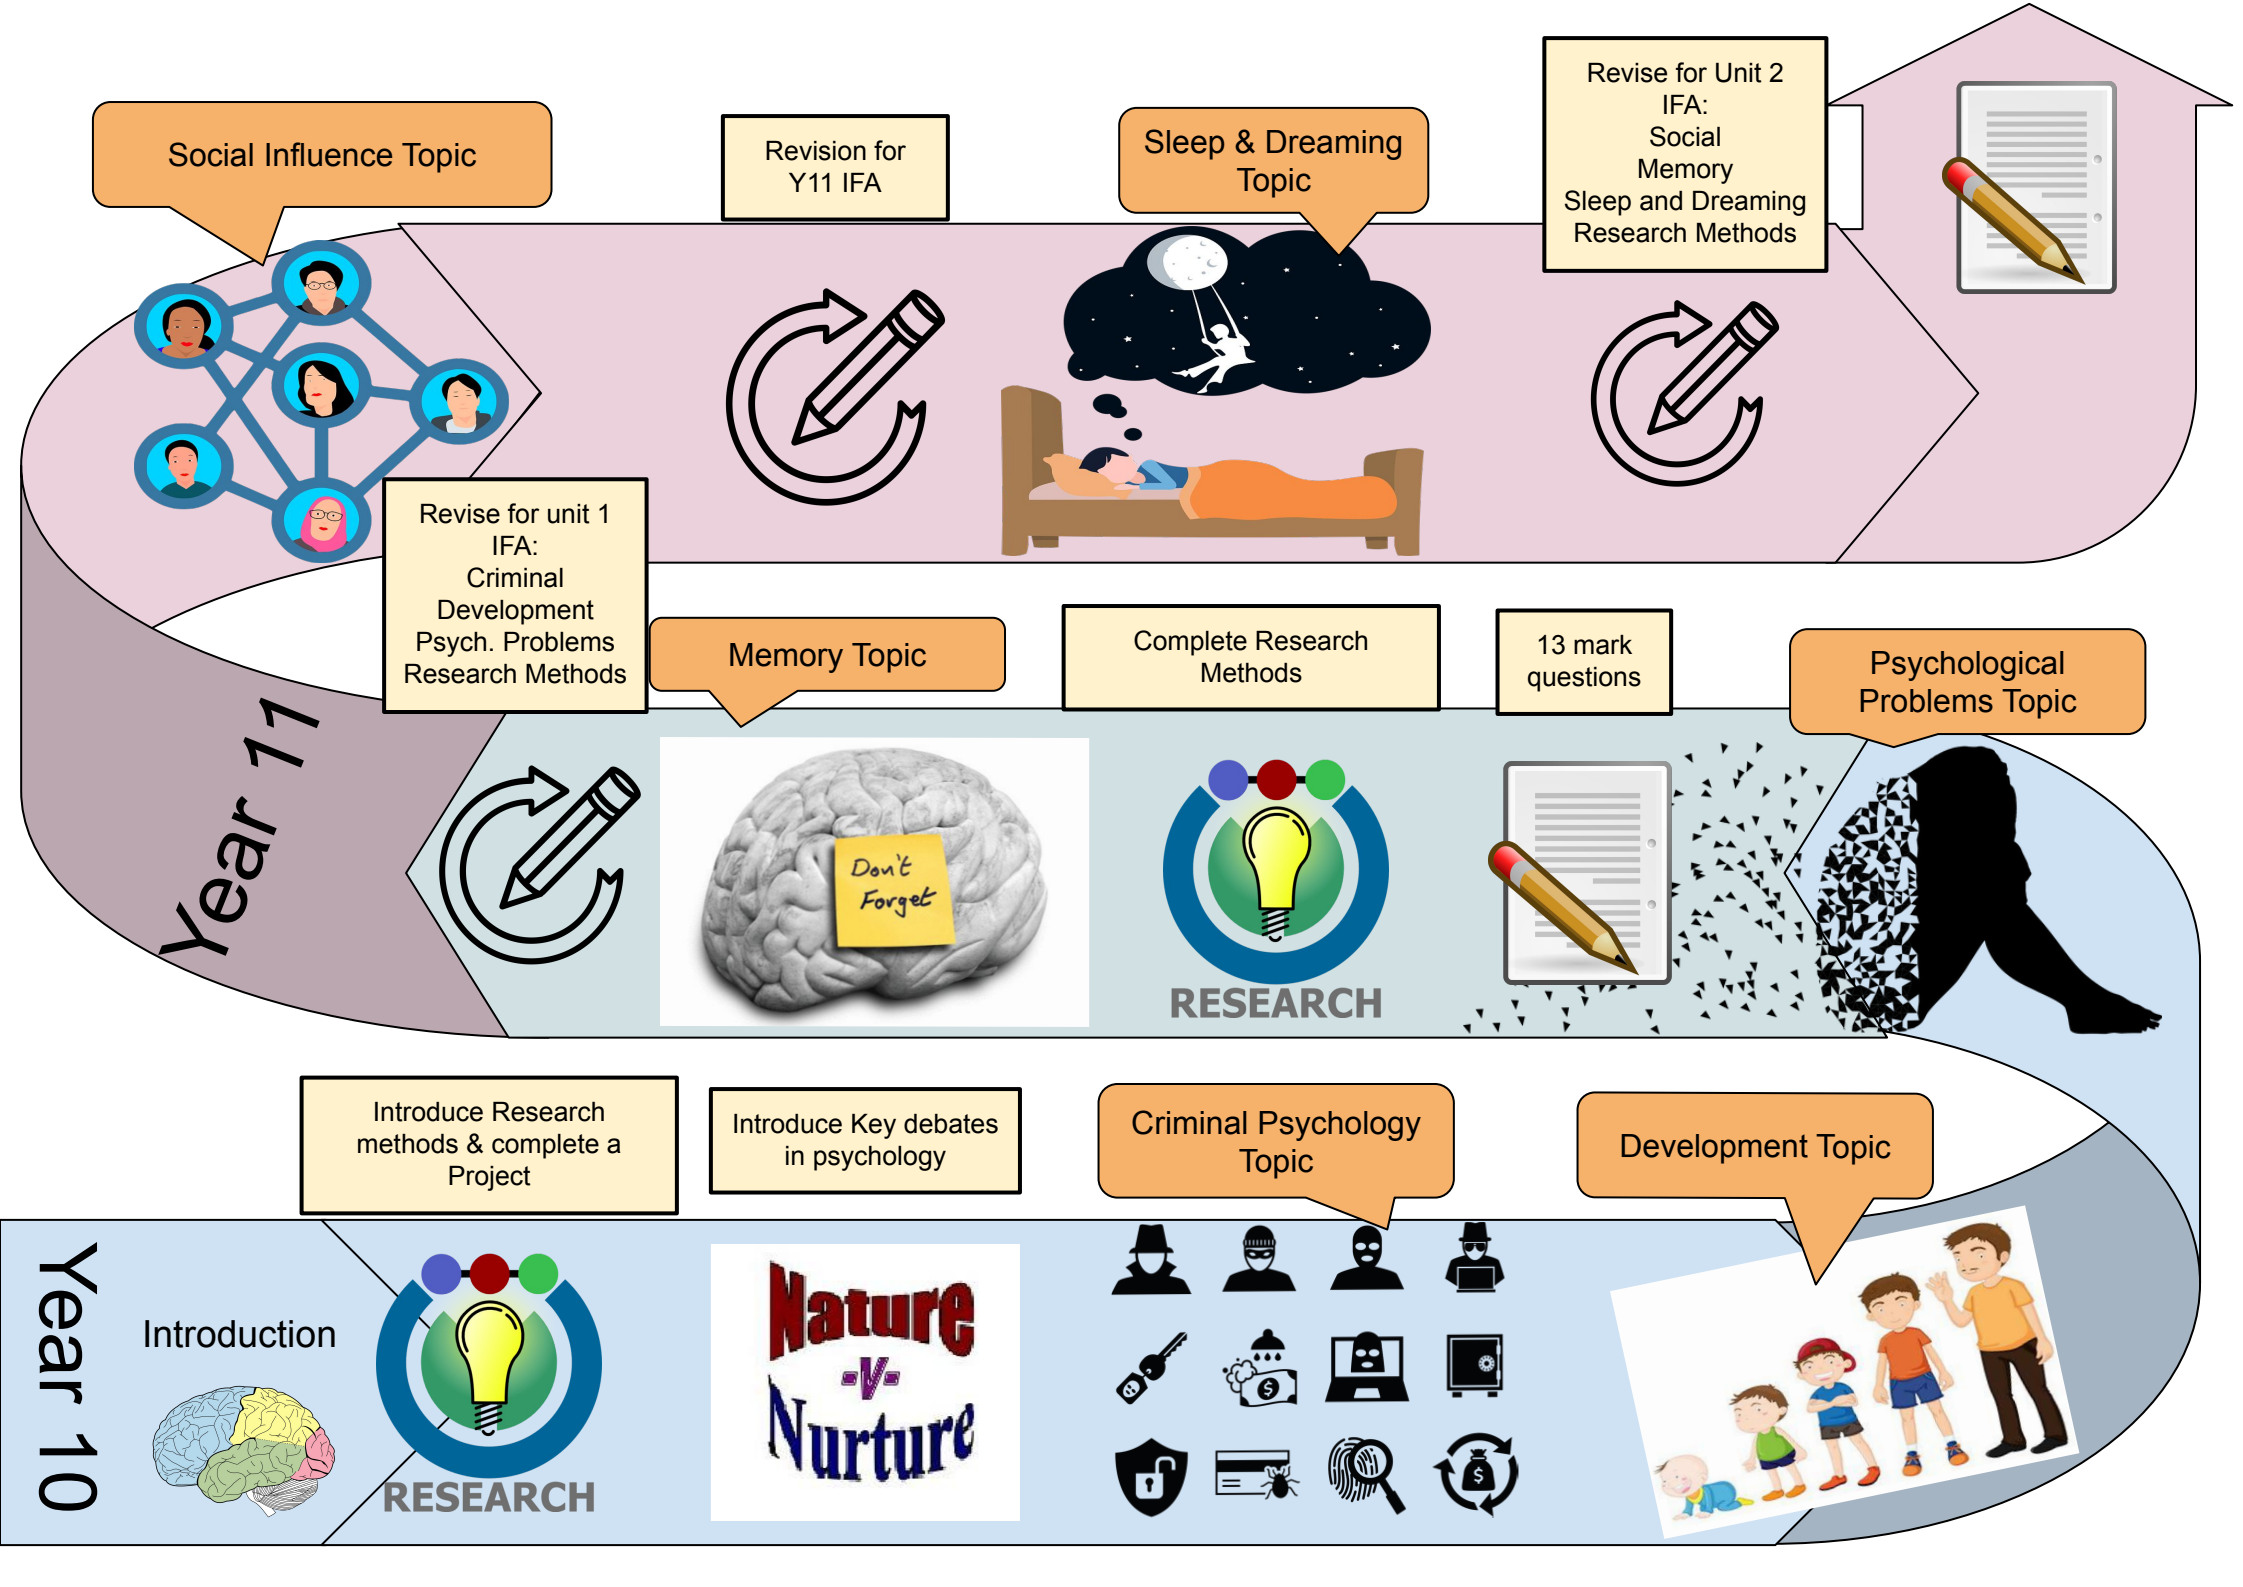 Social Influence Topic
Revision for
Y11 IFA
Sleep & Dreaming
Topic
Revise for Unit 2
IFA:
Social
Memory
Sleep and Dreaming
Research Methods
Revise for unit 1
IFA:
Criminal
Development
Psych. Problems
Research Methods
Memory Topic
Complete Research
Methods
13 mark
questions
Psychological
Problems Topic
Year 11
Don't
Forget
RESEARCH
Introduce Research
methods & complete a
Project
Introduce Key debates
in psychology
Criminal Psychology
Topic
Development Topic
Year 10
Introduction
RESEARCH
Nature
-V-
Nurture
$
$